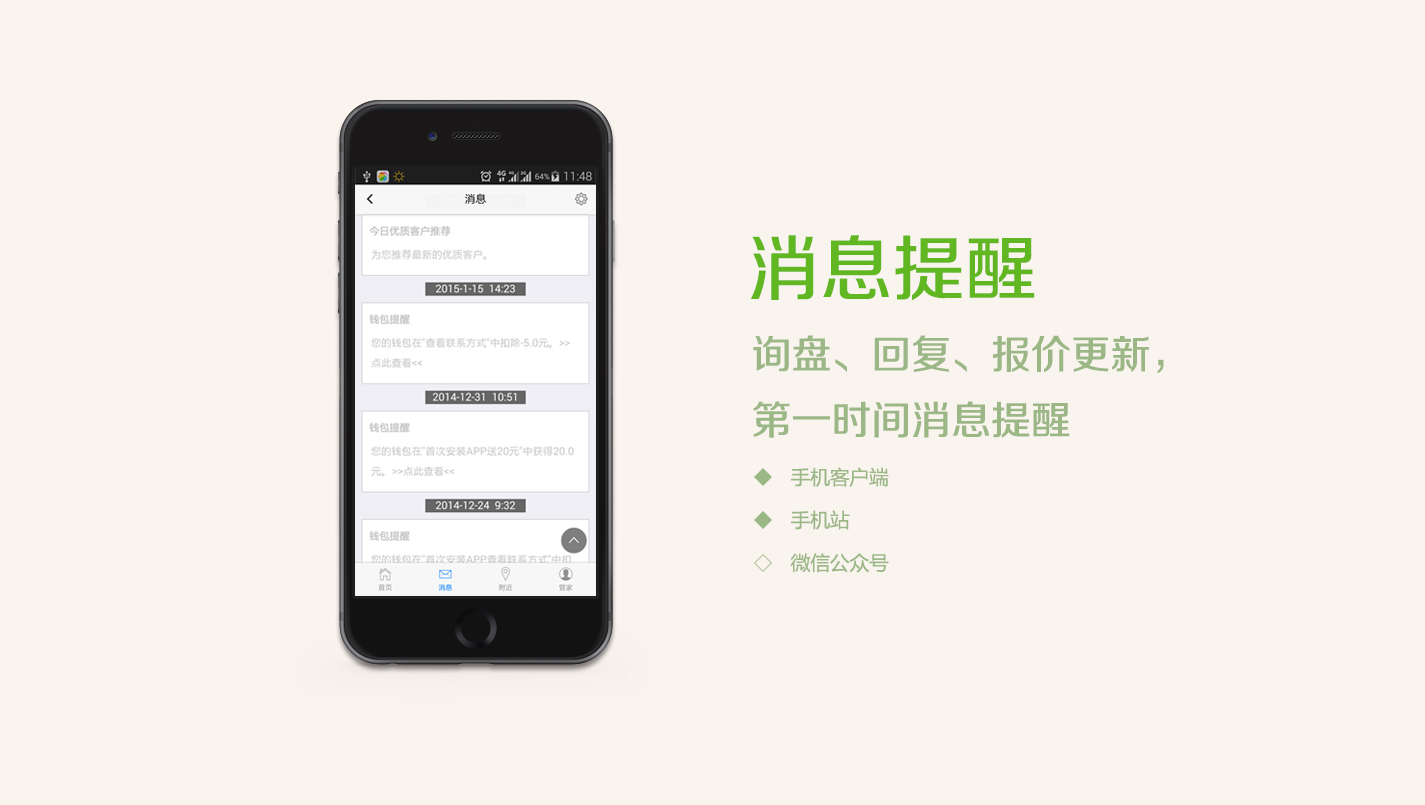 4G 64% 11:48
消息
今日优质客户推荐
为您推荐最新的优质客户。
2015-1-15 14:23
钱包提醒
您的钱包在"查看联系方式"中扣除-5.0元。>>
点此查看<<
2014-12-31 10:51
钱包提醒
您的钱包在"首次安装APP送20元"中获得20.0
元。>>点此查看<<
2014-12-24 9:32
钱包提醒
您的钱包在"首次安装APP查看联系方式"中扣
首页 消息 附近 管家
消息提醒
询盘、回复、报价更新，
第一时间消息提醒
◆ 手机客户端
◆ 手机站
◇ 微信公众号